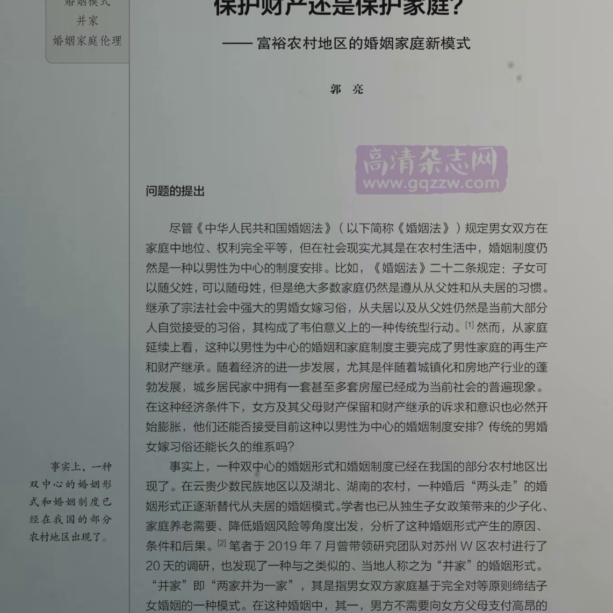 婚姻模式
并家
婚姻家庭伦理
保护财产还是保护家庭?
——富裕农村地区的婚姻家庭新模式
郭 亮
高清杂志网
www.gqzzw.com
问题的提出
尽管《中华人民共和国婚姻法》(以下简称《婚姻法》)规定男女双方在
家庭中地位、权利完全平等,但在社会现实尤其是在农村生活中,婚姻制度仍
然是一种以男性为中心的制度安排。比如,《婚姻法》二十二条规定:子女可
以随父姓,可以随母姓,但是绝大多数家庭仍然是遵从从父姓和从夫居的习惯。
继承了宗法社会中强大的男婚女嫁习俗,从夫居以及从父姓仍然是当前大部分
人自觉接受的习俗,其构成了韦伯意义上的一种传统型行动。[1] 然而,从家庭
延续上看,这种以男性为中心的婚姻和家庭制度主要完成了男性家庭的再生产
和财产继承。随着经济的进一步发展,尤其是伴随着城镇化和房地产行业的蓬
勃发展,城乡居民家中拥有一套甚至多套房屋已经成为当前社会的普遍现象。
在这种经济条件下,女方及其父母财产保留和财产继承的诉求和意识也必然开
始膨胀,他们还能否接受目前这种以男性为中心的婚姻制度安排?传统的男婚
女嫁习俗还能长久的维系吗?
事实上,一种双中心的婚姻形式和婚姻制度已经在我国的部分农村地区出
现了。在云贵少数民族地区以及湖北、湖南的农村,一种婚后“两头走”的婚
姻形式正逐渐替代从夫居的婚姻模式。学者也已从独生子女政策带来的少子化、
家庭养老需要、降低婚姻风险等角度出发,分析了这种婚姻形式产生的原因、
条件和后果。[2] 笔者于 2019 年 7 月曾带领研究团队对苏州 W 区农村进行了
20 天的调研,也发现了一种与之类似的、当地人称之为“并家”的婚姻形式。
“并家”即“两家并为一家”,其是指男女双方家庭基于完全对等原则缔结子
女婚姻的一种模式。在这种婚姻中,其一,男方不需要向女方父母支付高昂的
事实上,一种
双中心的婚姻形
式和婚姻制度已
经在我国的部分
农村地区出现了。